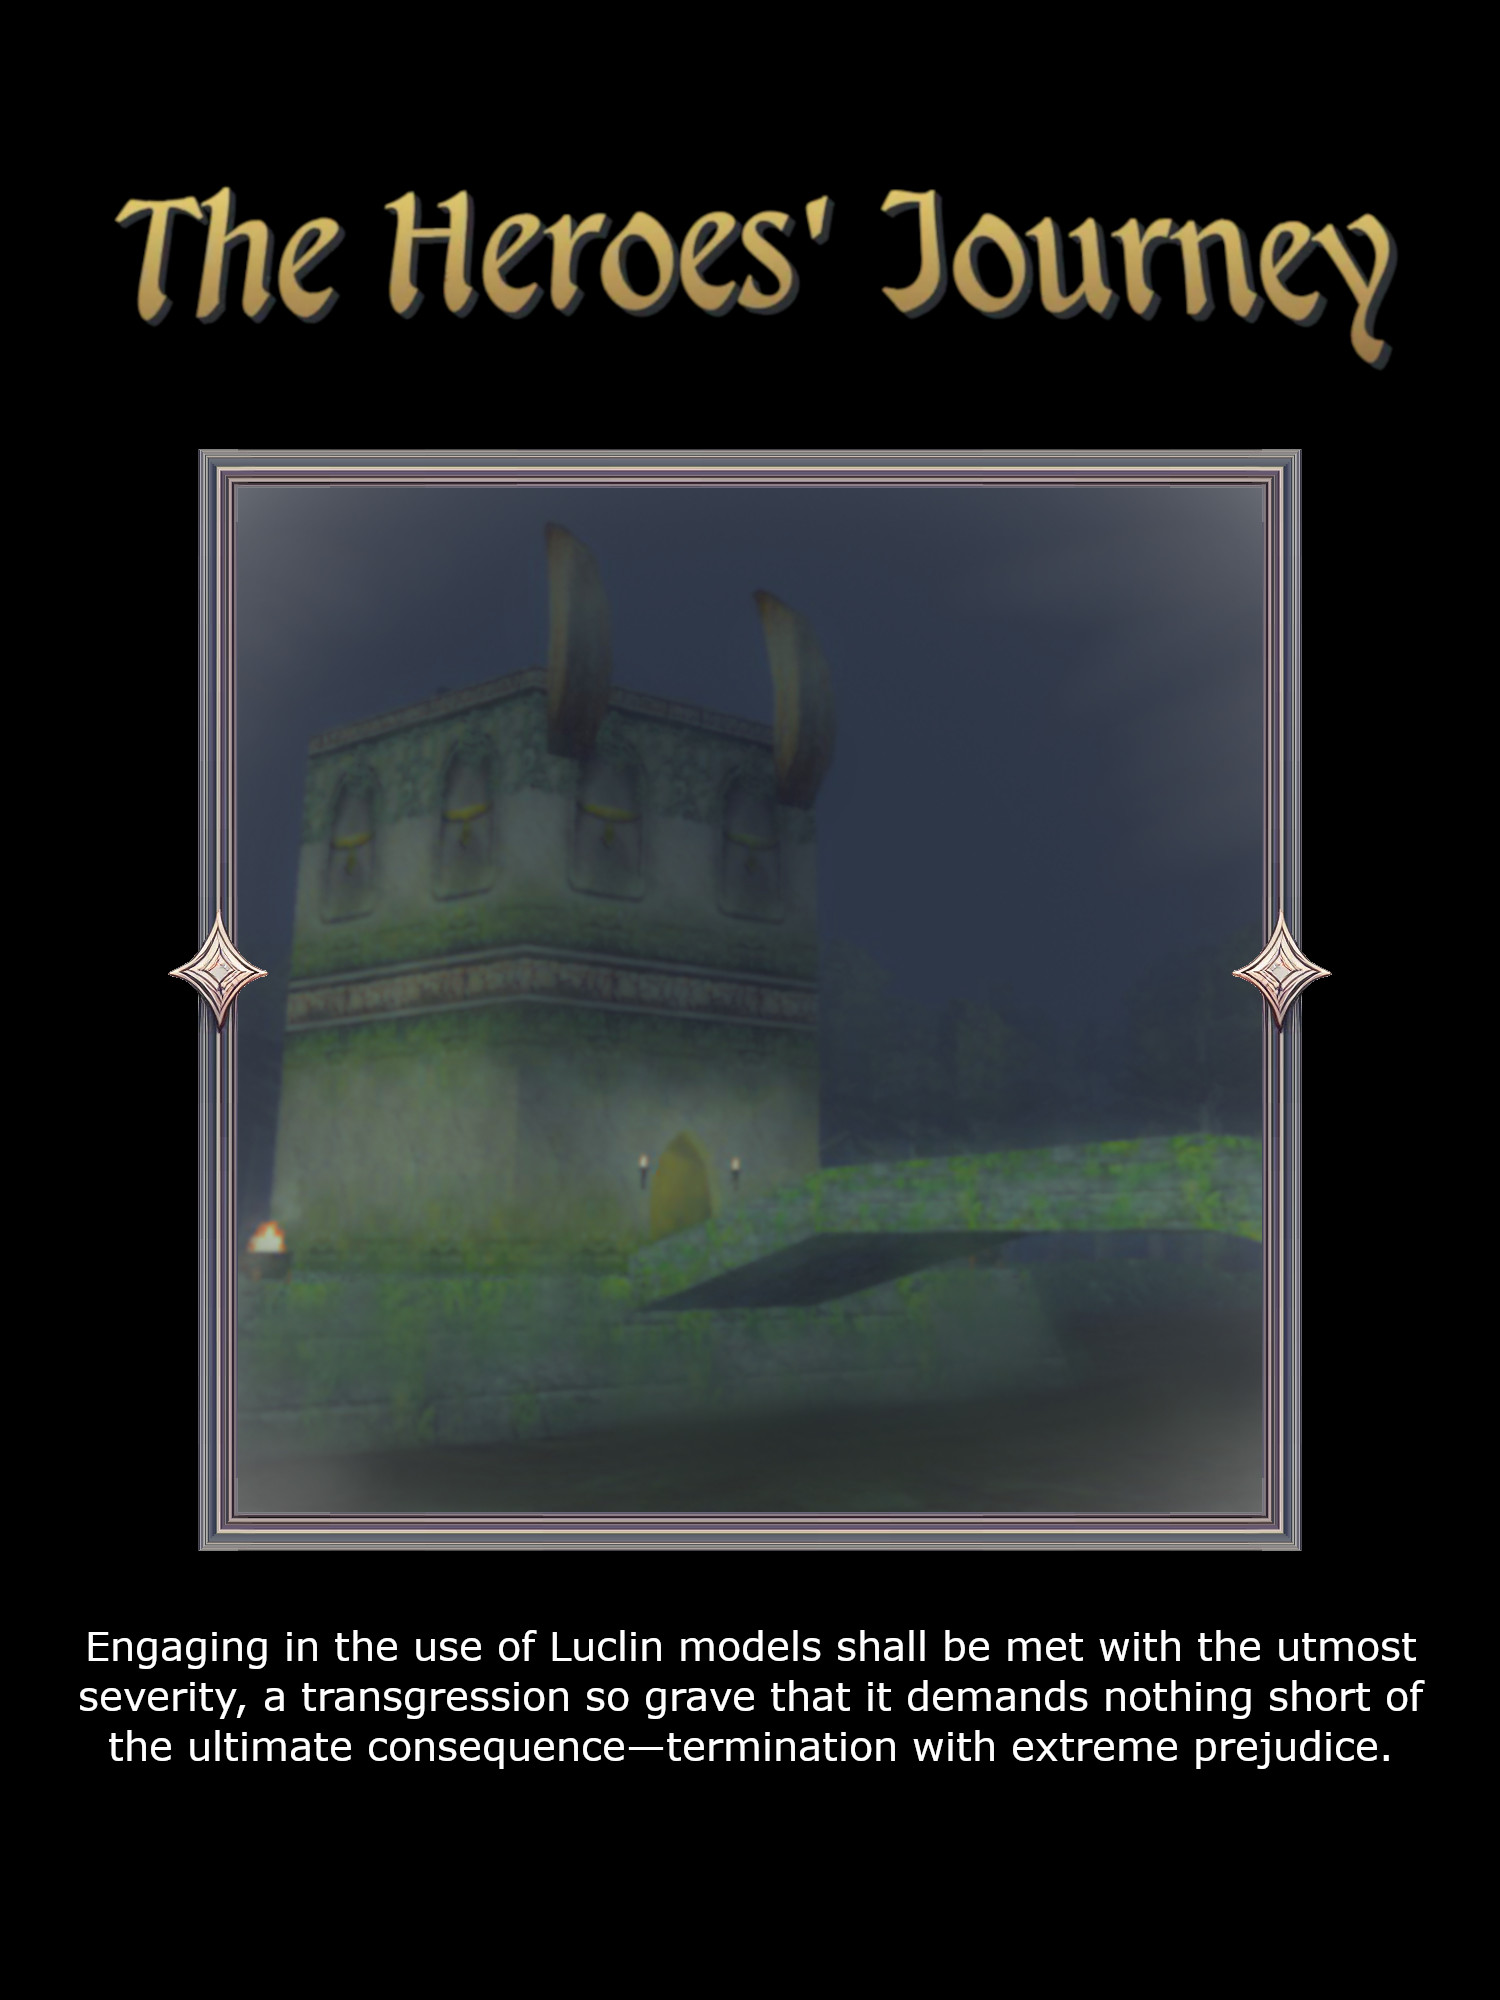 The Heroes' Journey
Engaging in the use of Luclin models shall be met with the utmost
severity, a transgression so grave that it demands nothing short of
the ultimate consequence—termination with extreme prejudice.